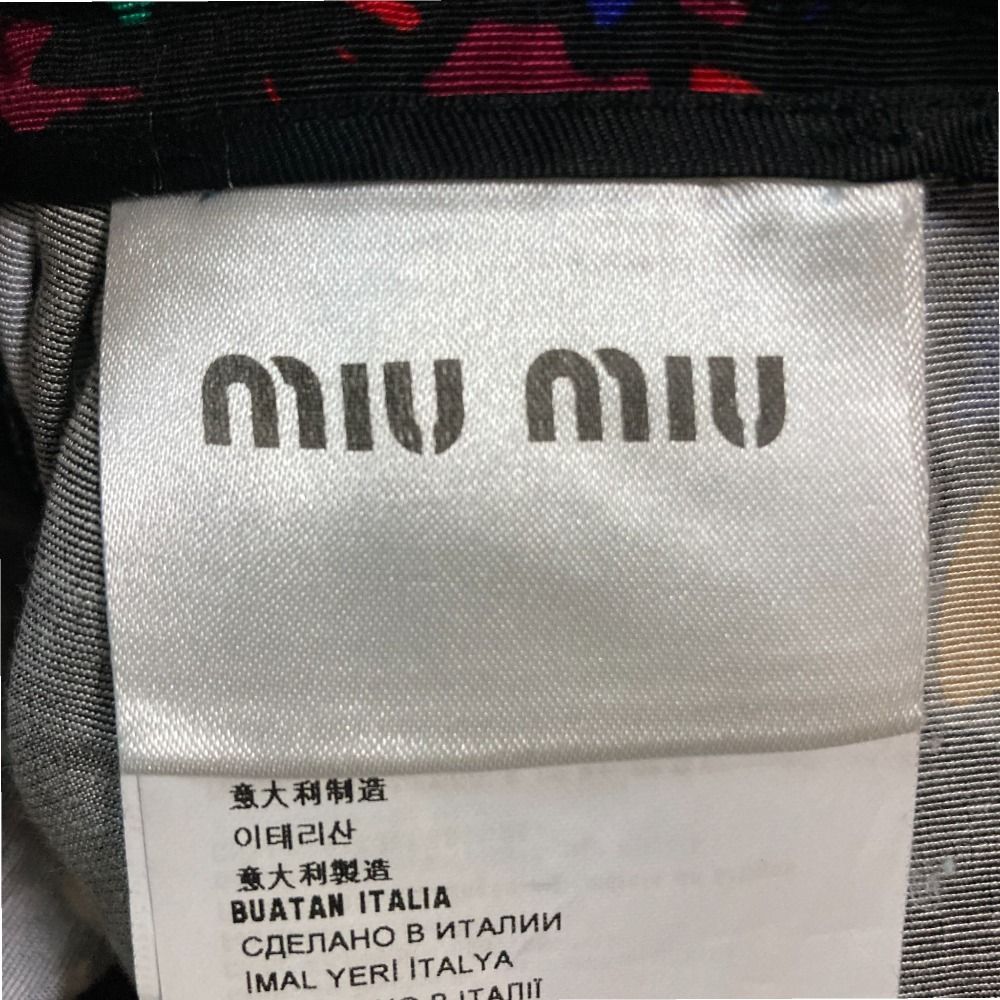 miu miu
意大利制造
이태리산
意大利製造
BUATAN ITALIA
СДЕЛАНО В ИТАЛИИ
İMAL YERİ İTALYA
ІТАЛІЇ